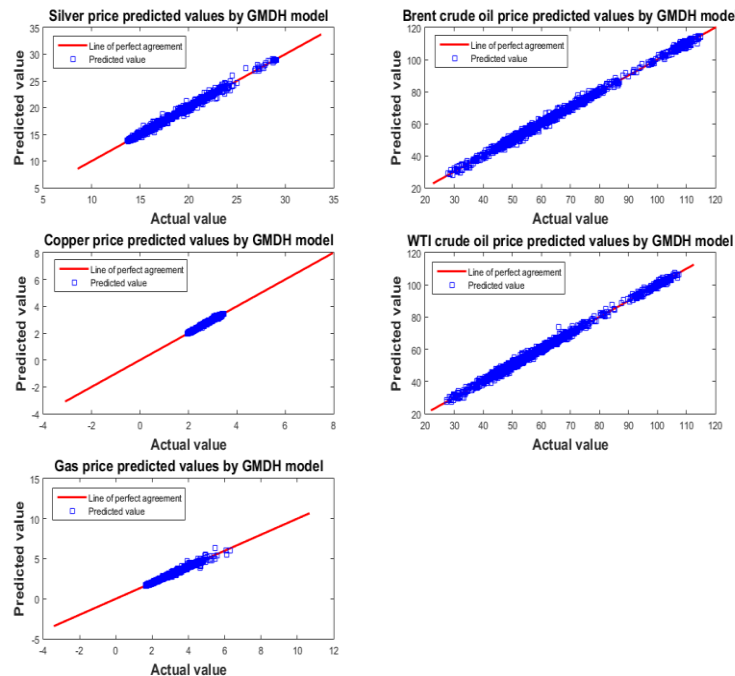 Silver price predicted values by GMDH model
35
30
25
20
15
10
5
Line of perfect agreement
Predicted value
Predicted value
5 10 15 20 25 30 35
Actual value
Brent crude oil price predicted values by GMDH mode
120
100
80
60
40
20
Line of perfect agreement
Predicted value
Predicted value
20 30 40 50 60 70 80 90 100 110 120
Actual value
Copper price predicted values by GMDH model
8
6
4
2
0
-2
-4
Line of perfect agreement
Predicted value
Predicted value
-4 -2 0 2 4 6 8
Actual value
WTI crude oil price predicted values by GMDH model
120
100
80
60
40
20
Line of perfect agreement
Predicted value
Predicted value
20 30 40 50 60 70 80 90 100 110 120
Actual value
Gas price predicted values by GMDH model
15
10
5
0
-5
Line of perfect agreement
Predicted value
Predicted value
-4 -2 0 2 4 6 8 10 12
Actual value